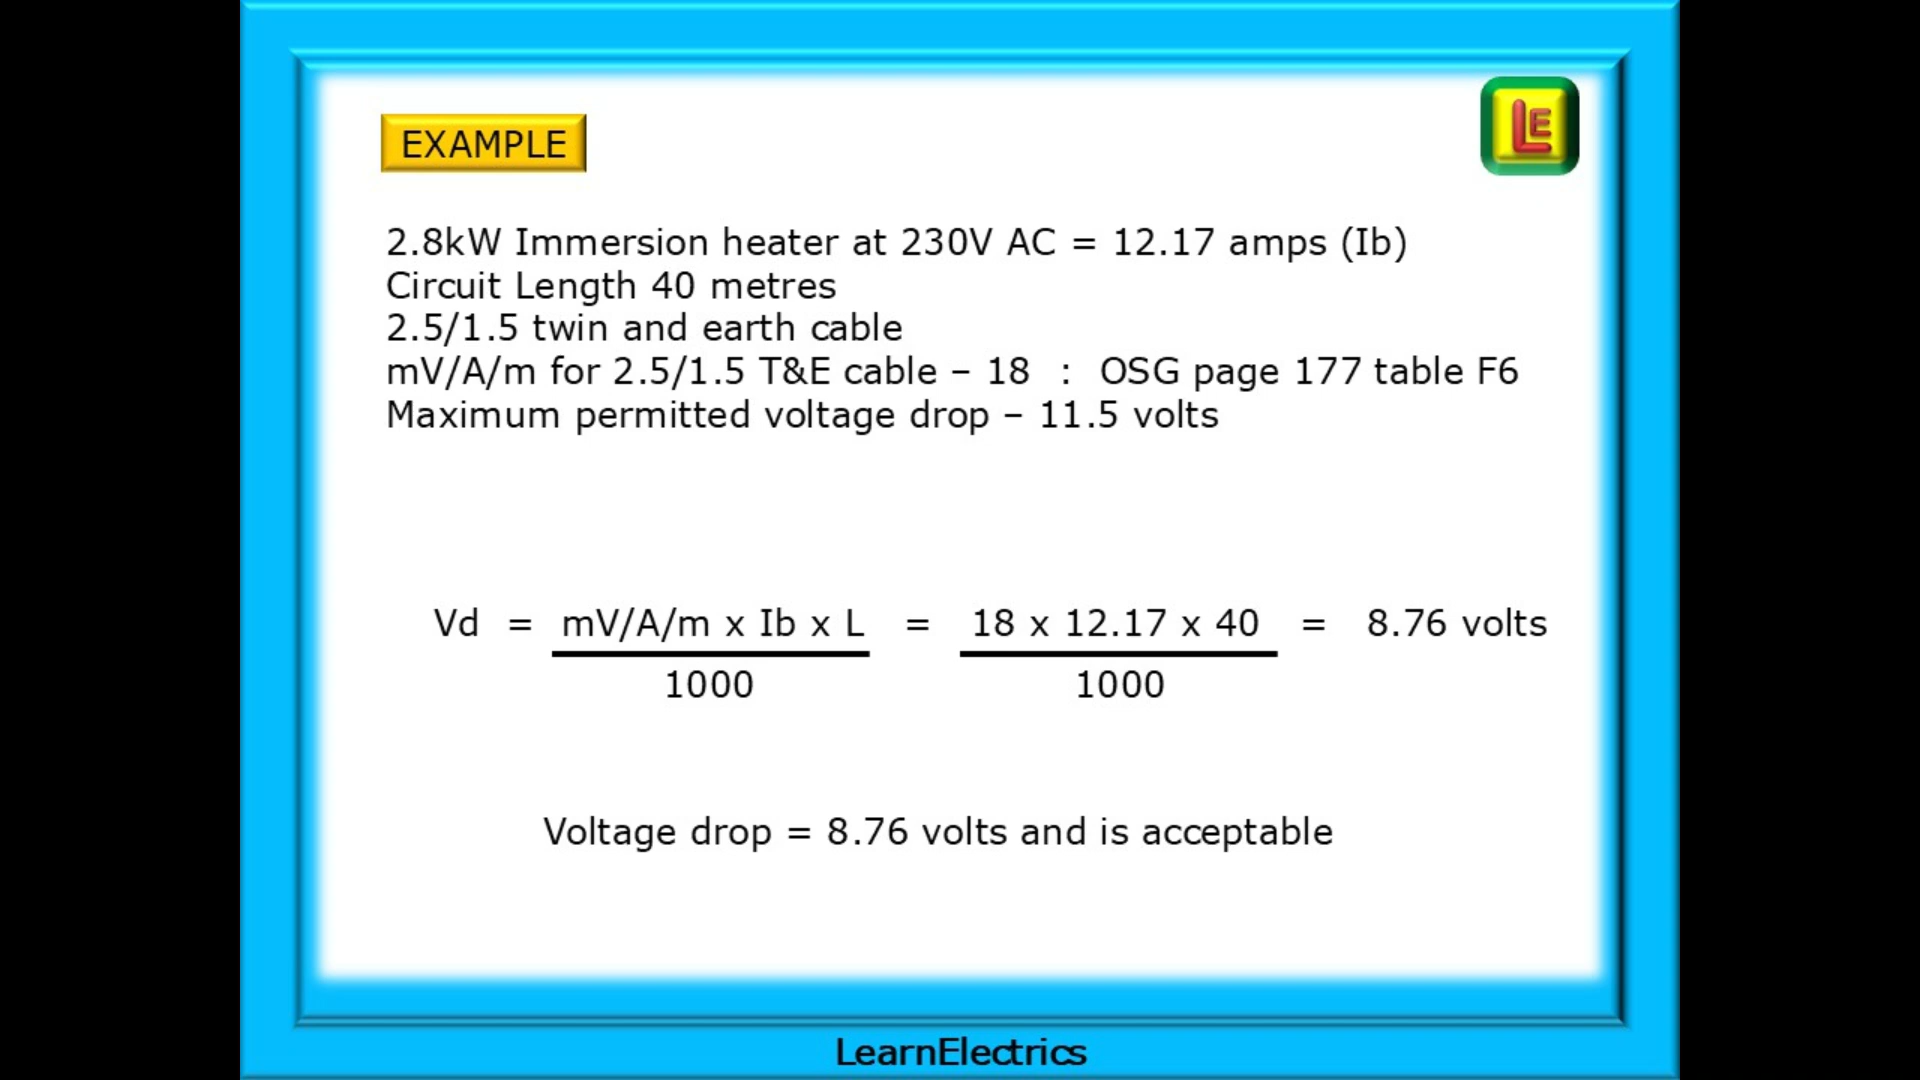 EXAMPLE
LE
2.8kW Immersion heater at 230V AC = 12.17 amps (Ib)
Circuit Length 40 metres
2.5/1.5 twin and earth cable
mV/A/m for 2.5/1.5 T&E cable – 18 : OSG page 177 table F6
Maximum permitted voltage drop – 11.5 volts
Vd = mV/A/m x Ib x L = 18 x 12.17 x 40 = 8.76 volts
1000 1000
Voltage drop = 8.76 volts and is acceptable
LearnElectrics